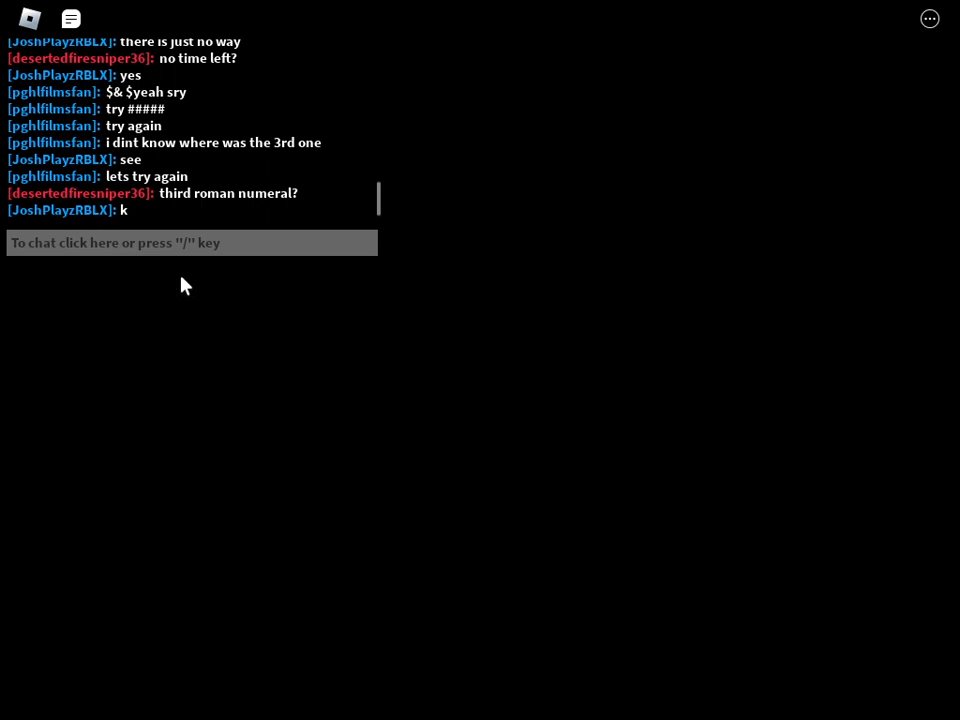 [JoshPlayzRBLX]: there is just no way
[desertedfiresniper36]: no time left?
[JoshPlayzRBLX]: yes
[pghlfilmsfan]: $& $yeah sry
[pghlfilmsfan]: try #####
[pghlfilmsfan]: try again
[pghlfilmsfan]: i dint know where was the 3rd one
[JoshPlayzRBLX]: see
[pghlfilmsfan]: lets try again
[desertedfiresniper36]: third roman numeral?
[JoshPlayzRBLX]: k
To chat click here or press "/" key